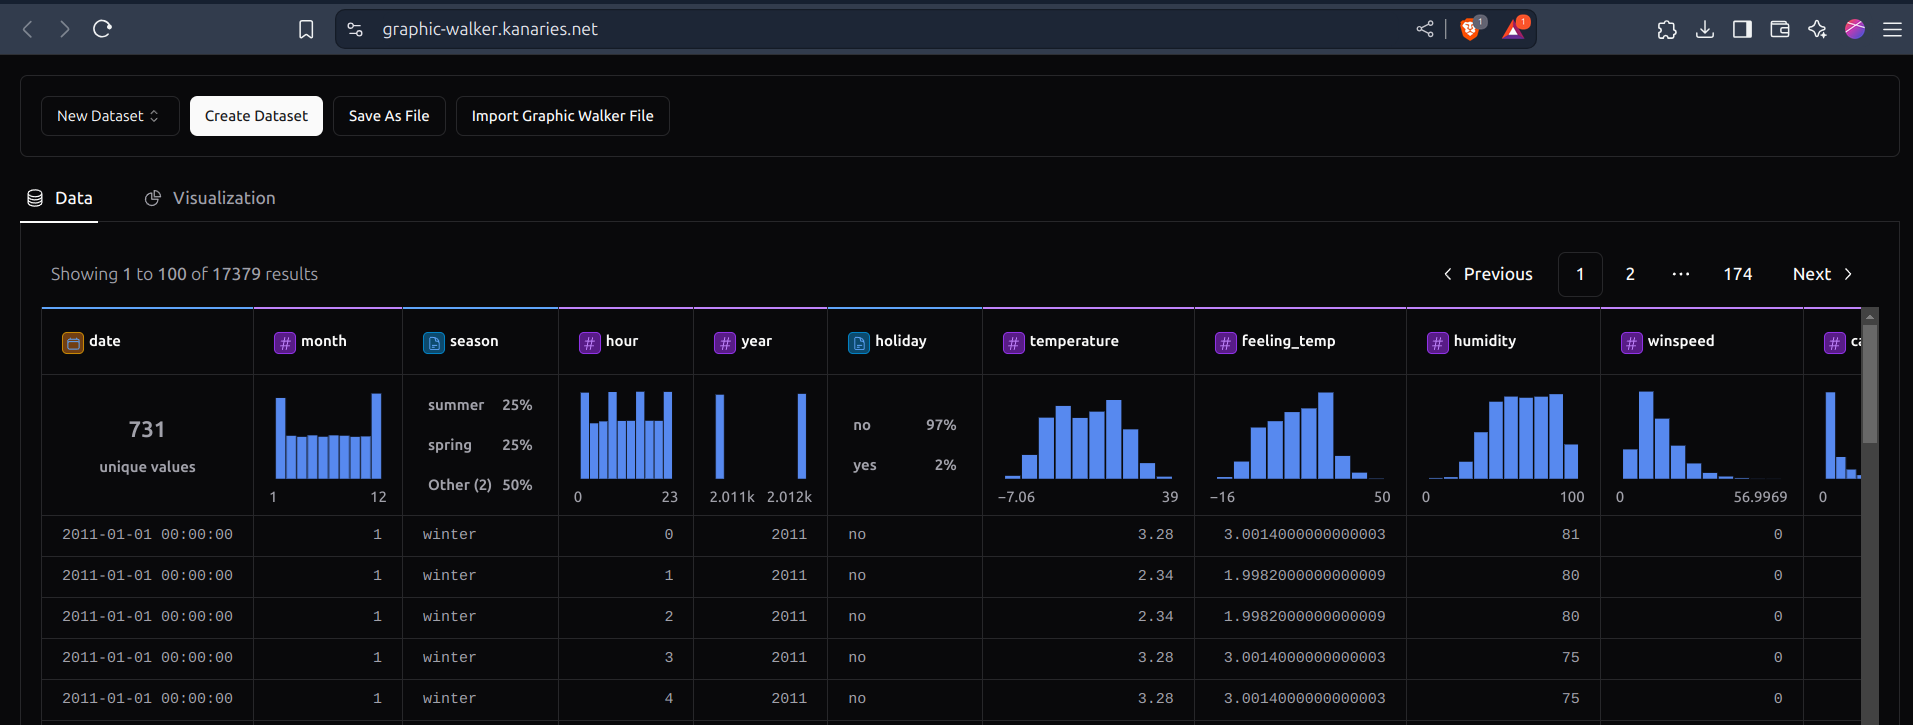 graphic-walker.kanaries.net 1 1
New Dataset Create Dataset Save As File Import Graphic Walker File
Data Visualization
Showing 1 to 100 of 17379 results Previous 1 2 ··· 174 Next
date # month season # hour # year holiday # temperature # feeling_temp # humidity # winspeed #
731
unique values
summer 25%
spring 25%
Other (2) 50%
no 97%
yes 2%
1 12 0 23 2.011k 2.012k −7.06 39 −16 50 0 100 0 56.9969 0
2011-01-01 00:00:00 1 winter 0 2011 no 3.28 3.0014000000000003 81 0
2011-01-01 00:00:00 1 winter 1 2011 no 2.34 1.9982000000000009 80 0
2011-01-01 00:00:00 1 winter 2 2011 no 2.34 1.9982000000000009 80 0
2011-01-01 00:00:00 1 winter 3 2011 no 3.28 3.0014000000000003 75 0
2011-01-01 00:00:00 1 winter 4 2011 no 3.28 3.0014000000000003 75 0